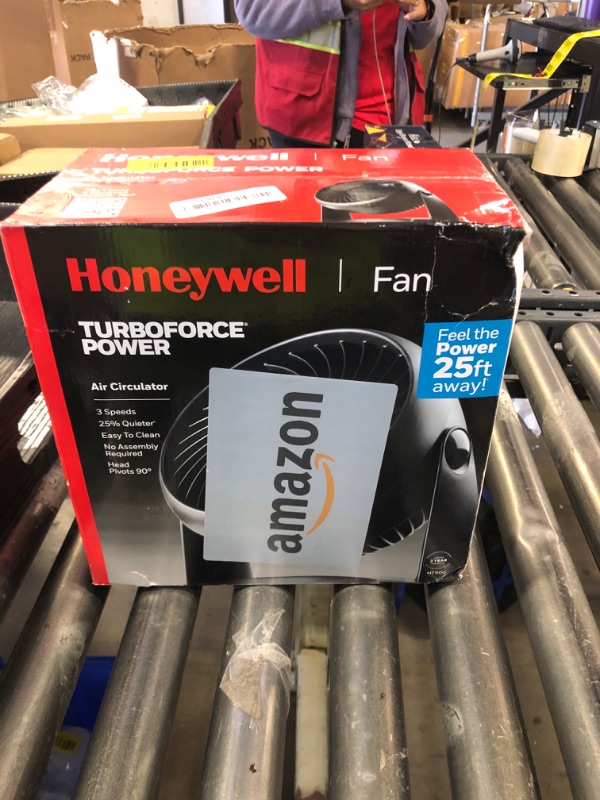 Honeywell | Fan
TURBOFORCE POWER
Honeywell | Fan
TURBOFORCE®
POWER
Air Circulator
3 Speeds
25% Quieter*
Easy To Clean
No Assembly
Required
Head
Pivots 90°
Feel the
Power
25ft
away!
amazon